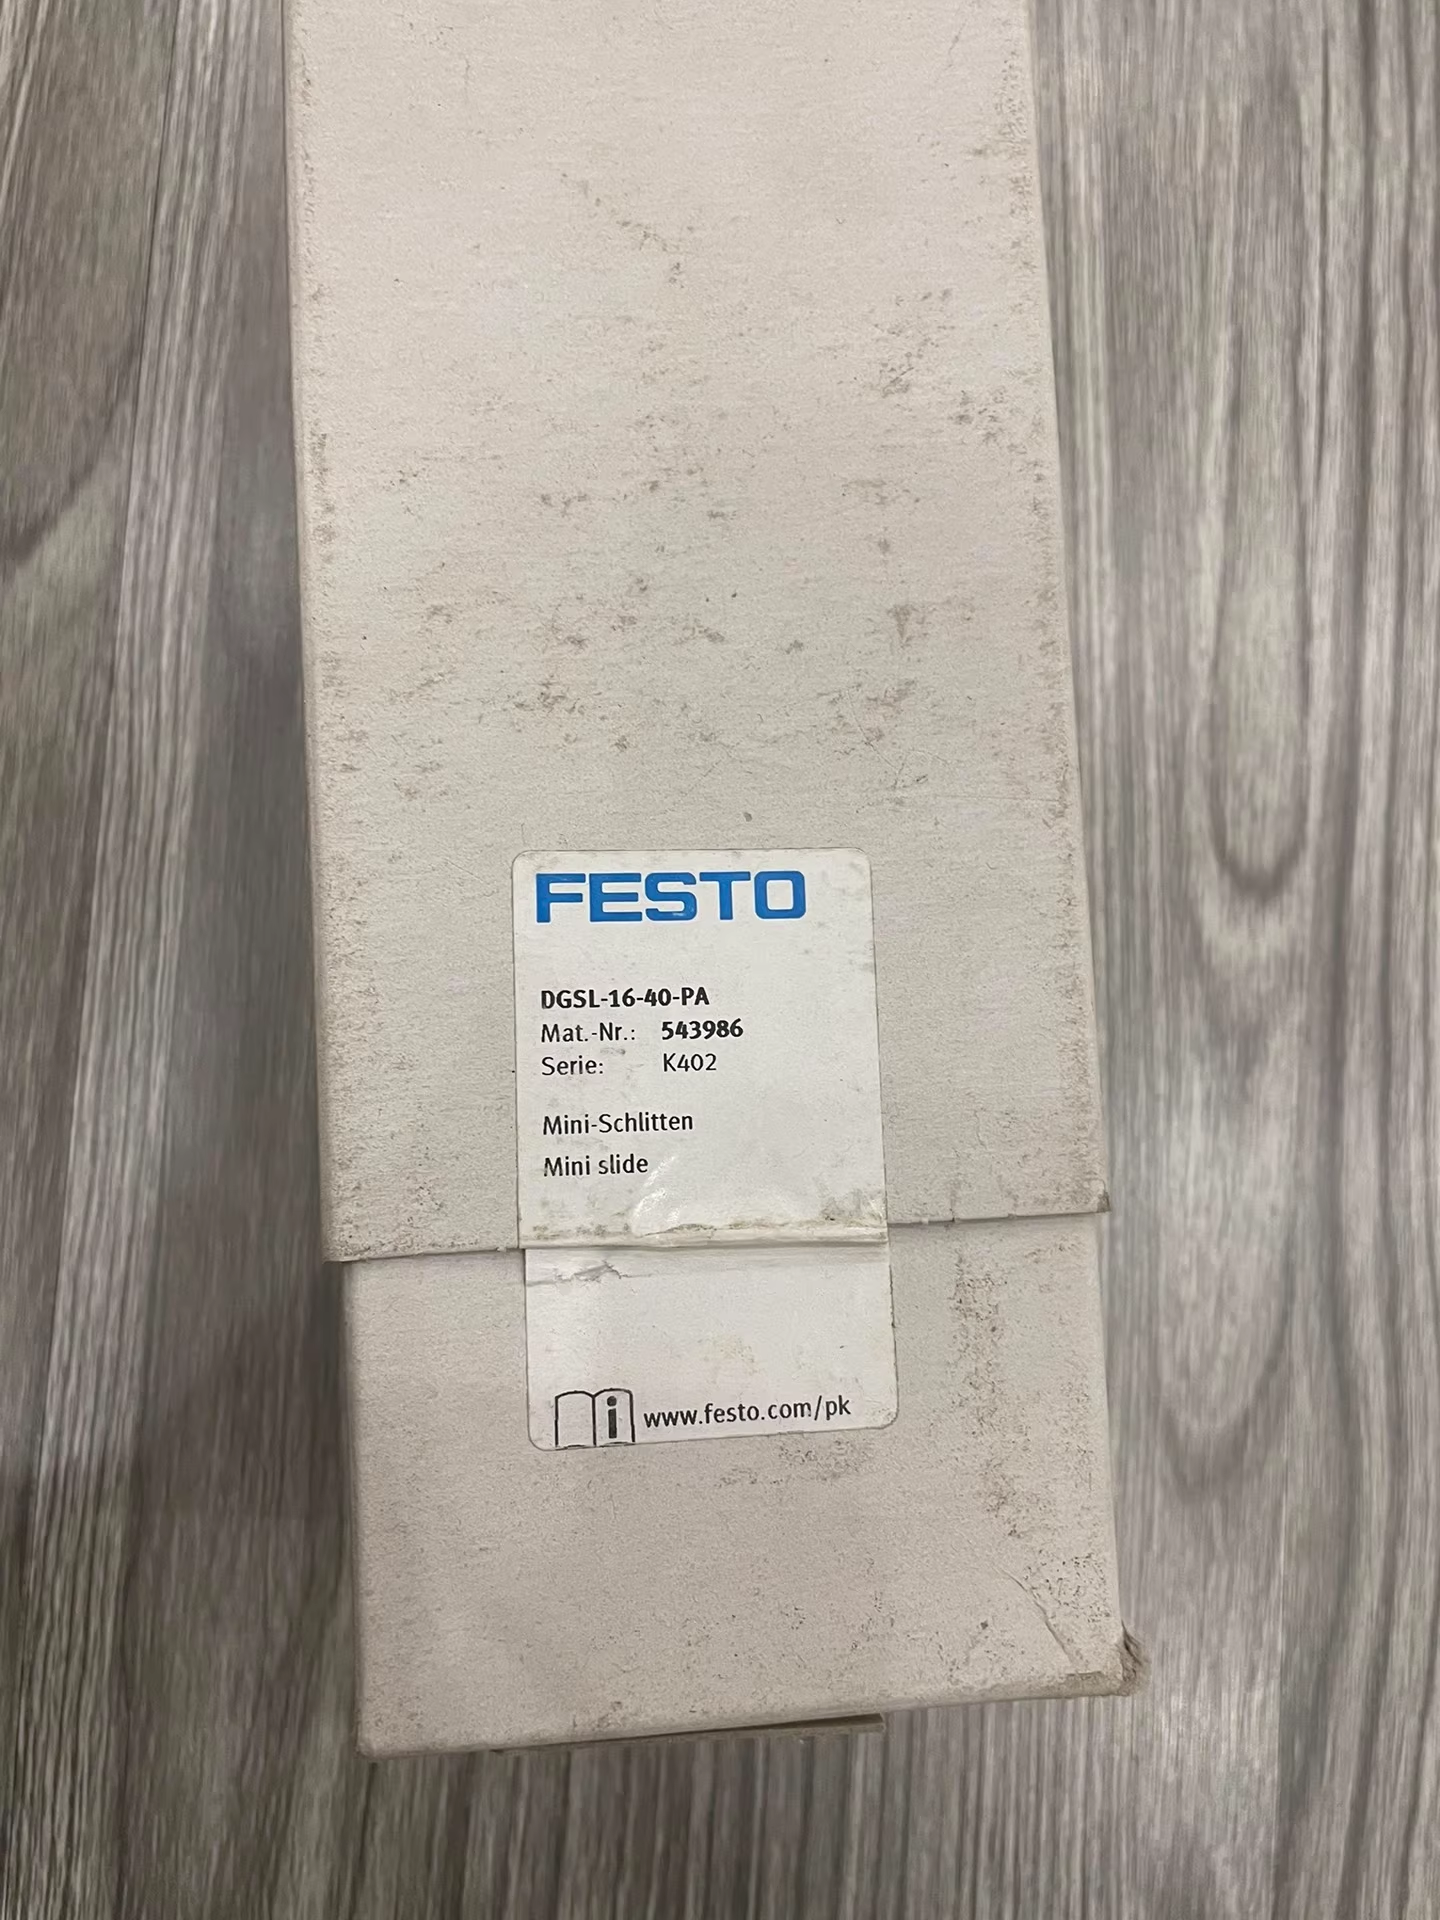 FESTO
DGSL-16-40-PA
Mat.-Nr.: 543986
Serie: K402
Mini-Schlitten
Mini slide
i www.festo.com/pk